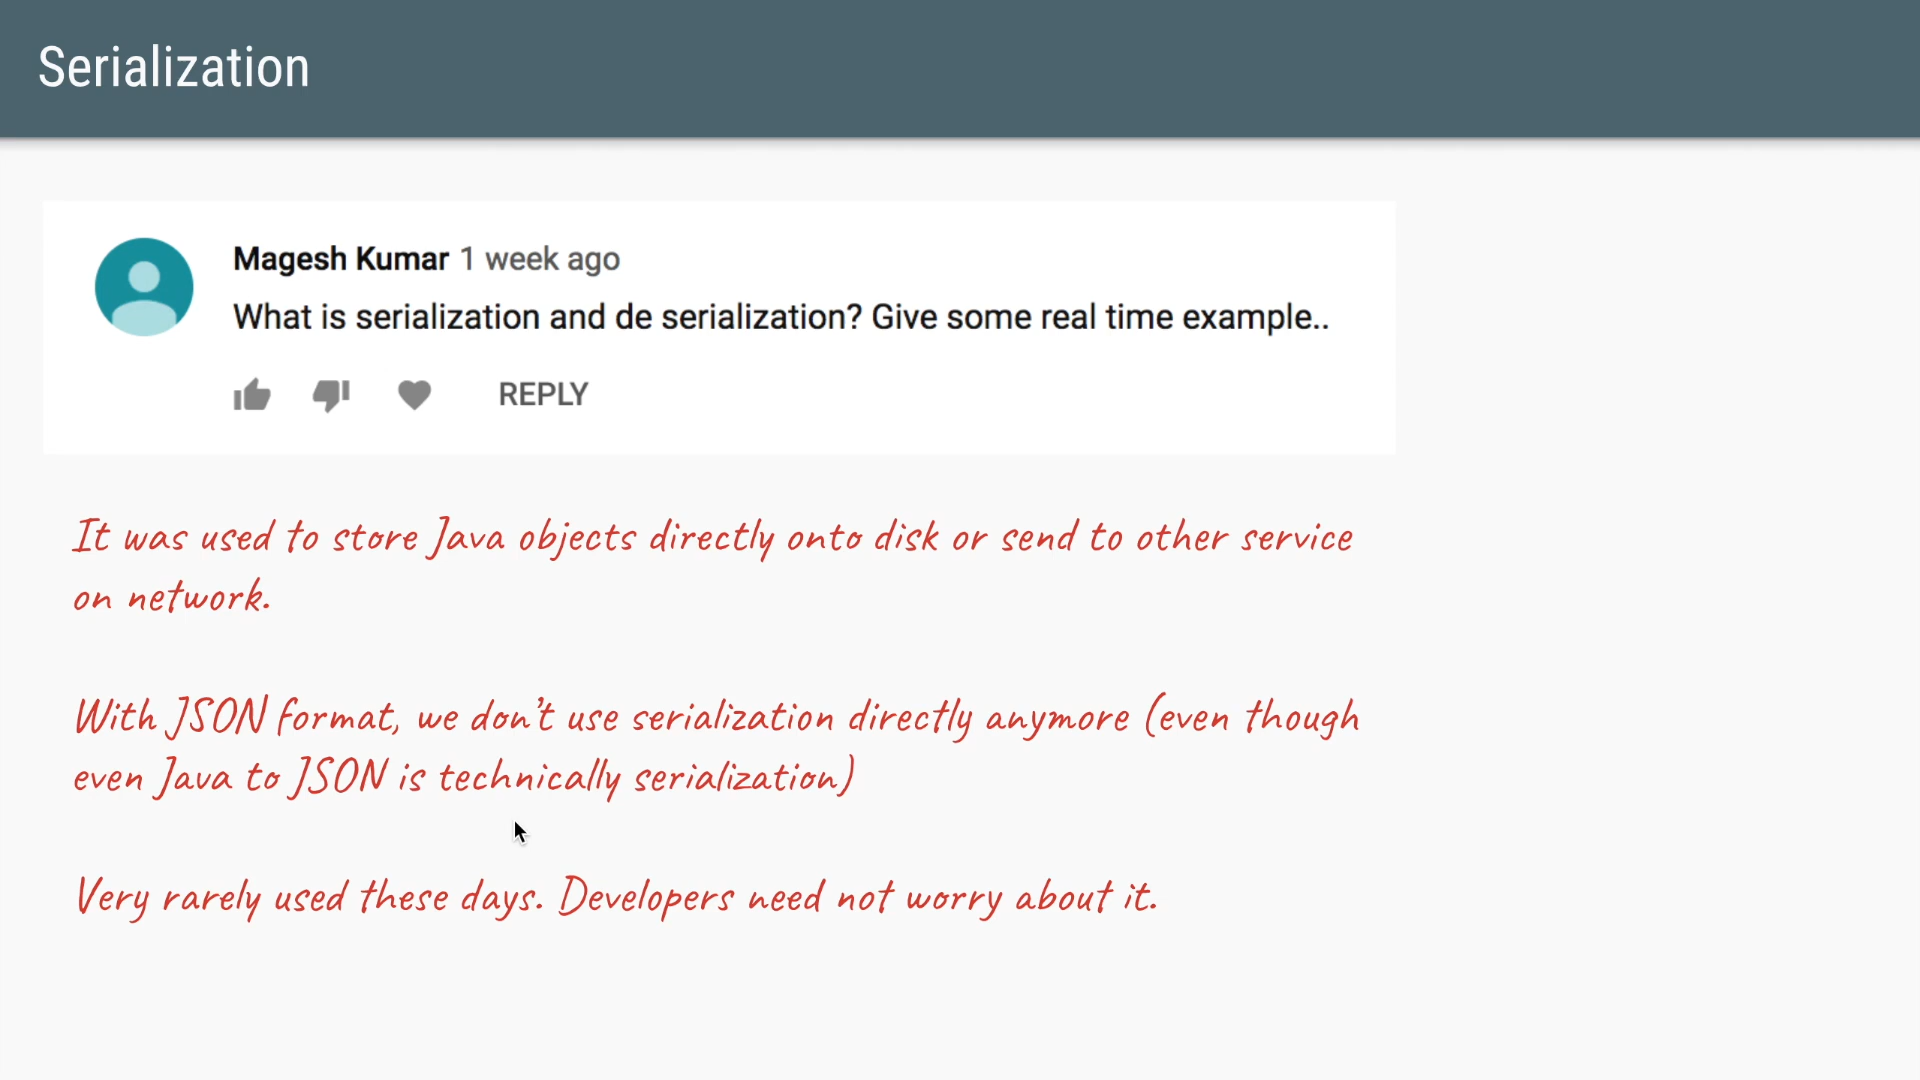 Serialization
Magesh Kumar 1 week ago
What is serialization and de serialization? Give some real time example..
REPLY
It was used to store Java objects directly onto disk or send to other service
on network.
With JSON format, we don't use serialization directly anymore (even though
even Java to JSON is technically serialization)
Very rarely used these days. Developers need not worry about it.